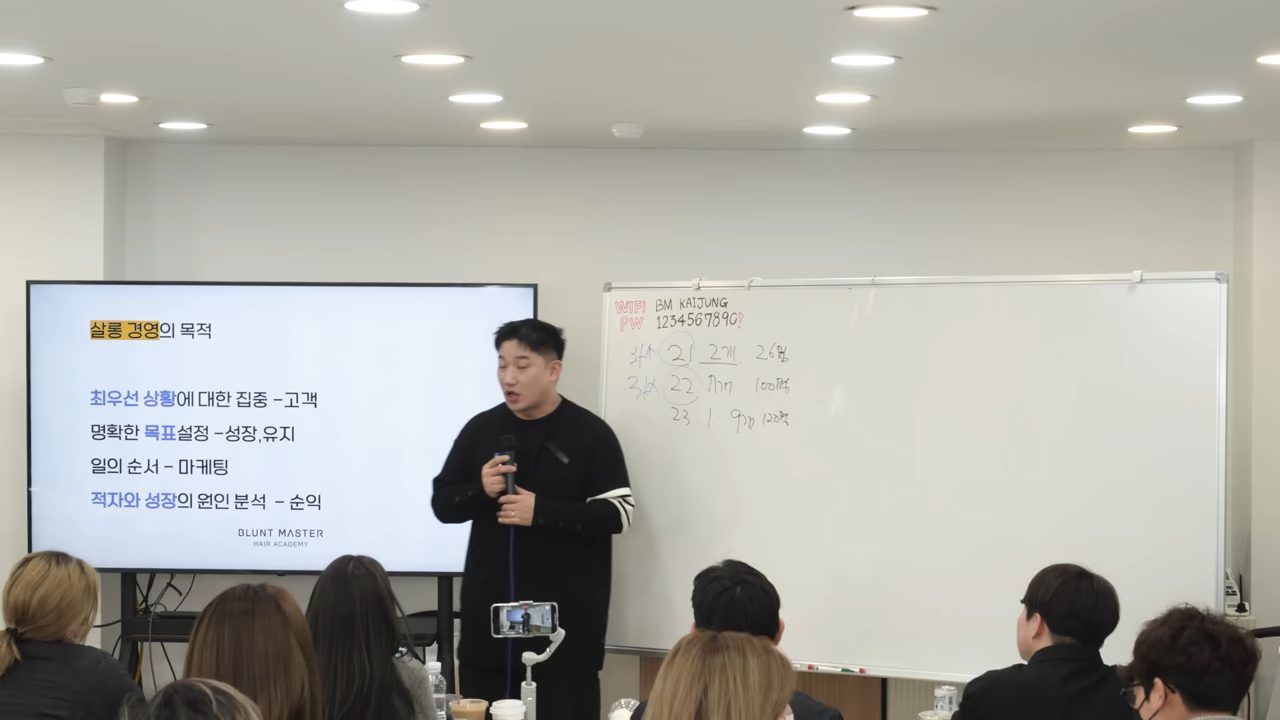 살롱 경영의 목적
최우선 상황에 대한 집중 -고객
명확한 목표설정 -성장,유지
일의 순서 - 마케팅
적자와 성장의 원인 분석 - 순익
BLUNT MASTER
HAIR ACADEMY
WIFI BM KAIJUNG
PW 1234567890!
21 2개 26명
22 7개 100명
23 1. 9개 120명